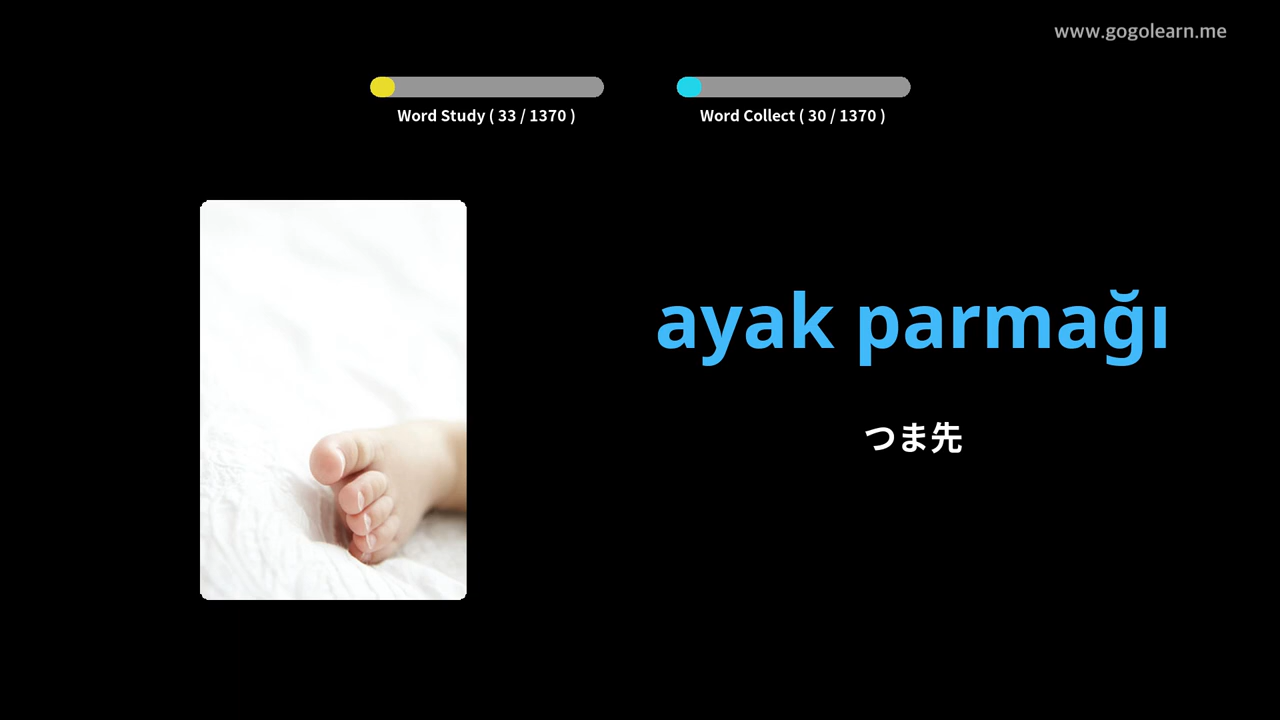 www.gogolearn.me
Word Study ( 33 / 1370 )
Word Collect ( 30 / 1370 )
ayak parmağı
つま先